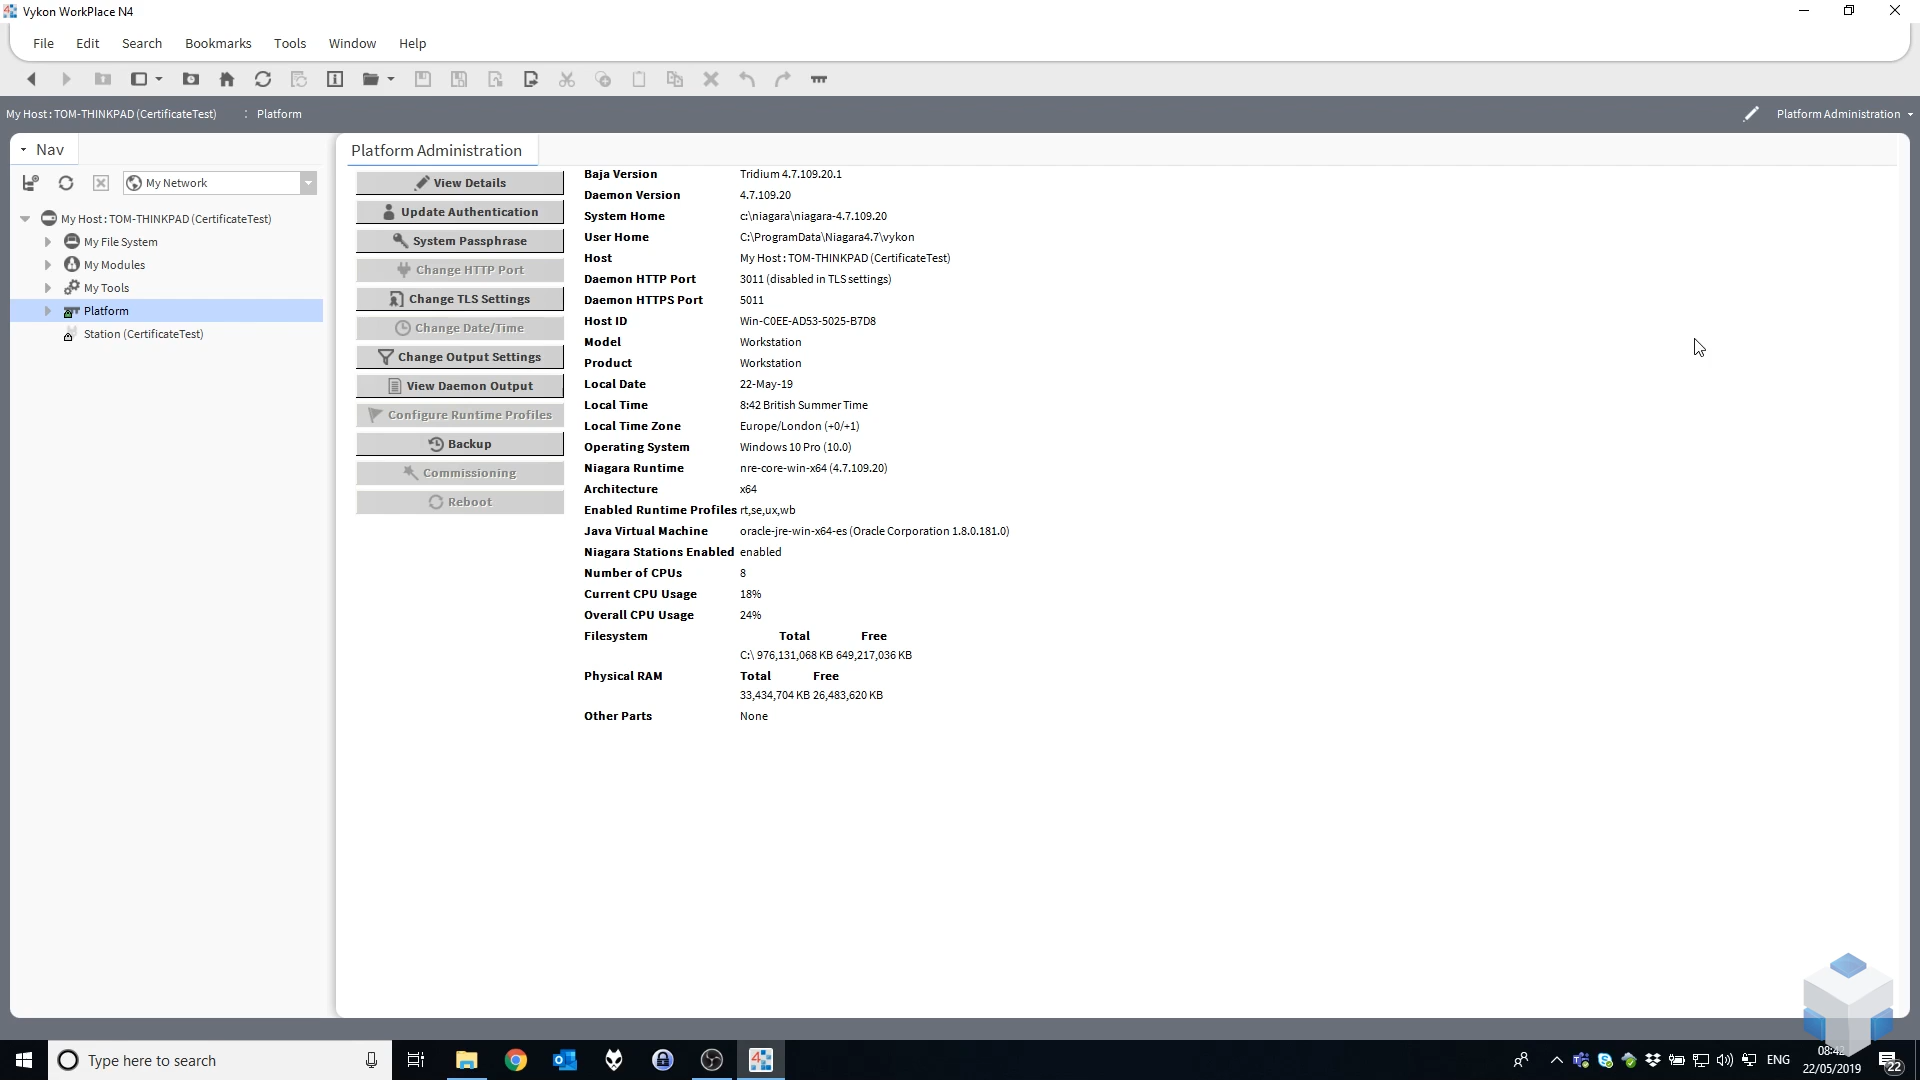 Vykon WorkPlace N4
File Edit Search Bookmarks Tools Window Help
My Host : TOM-THINKPAD (CertificateTest) : Platform
Platform Administration
Nav
My Network
My Host : TOM-THINKPAD (CertificateTest)
My File System
My Modules
My Tools
Platform
Station (CertificateTest)
Platform Administration
View Details
Update Authentication
System Passphrase
Change HTTP Port
Change TLS Settings
Change Date/Time
Change Output Settings
View Daemon Output
Configure Runtime Profiles
Backup
Commissioning
Reboot
Baja Version Tridium 4.7.109.20.1
Daemon Version 4.7.109.20
System Home c:\niagara\niagara-4.7.109.20
User Home C:\ProgramData\Niagara4.7\vykon
Host My Host : TOM-THINKPAD (CertificateTest)
Daemon HTTP Port 3011 (disabled in TLS settings)
Daemon HTTPS Port 5011
Host ID Win-C0EE-AD53-5025-B7D8
Model Workstation
Product Workstation
Local Date 22-May-19
Local Time 8:42 British Summer Time
Local Time Zone Europe/London (+0/+1)
Operating System Windows 10 Pro (10.0)
Niagara Runtime nre-core-win-x64 (4.7.109.20)
Architecture x64
Enabled Runtime Profiles rt,se,ux,wb
Java Virtual Machine oracle-jre-win-x64-es (Oracle Corporation 1.8.0.181.0)
Niagara Stations Enabled enabled
Number of CPUs 8
Current CPU Usage 18%
Overall CPU Usage 24%
Filesystem Total Free
C:\ 976,131,068 KB 649,217,036 KB
Physical RAM Total Free
33,434,704 KB 26,483,620 KB
Other Parts None
Type here to search
ENG
08:42
22/05/2019
22